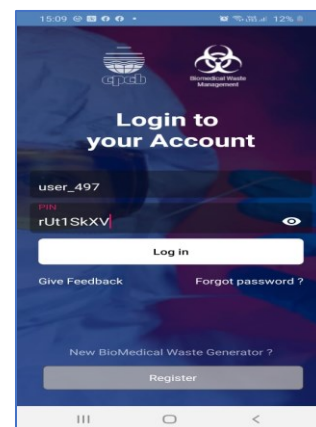 15:09
12%
cpcb
Biomedical Waste
Management
Login to
your Account
user_497
PIN
rUt1SkXV
Log in
Give Feedback
Forgot password ?
New BioMedical Waste Generator ?
Register